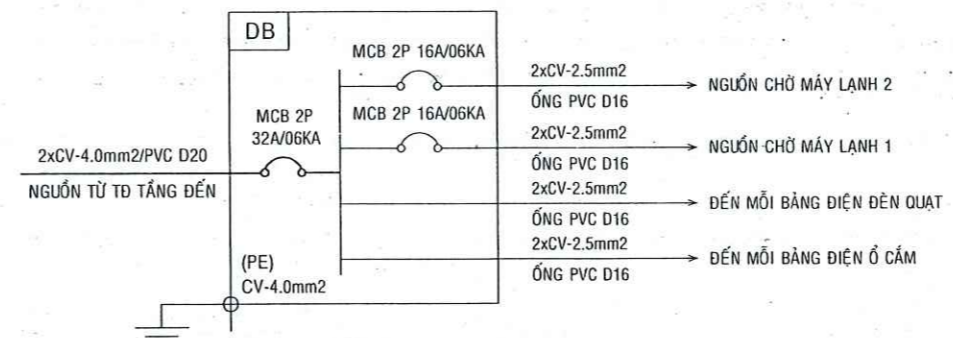 DB
MCB 2P 16A/06KA
2xCV-2.5mm2
NGUỒN CHỜ MÁY LẠNH 2
ỐNG PVC D16
MCB 2P 16A/06KA
MCB 2P
32A/06KA
2xCV-2.5mm2
NGUỒN CHỜ MÁY LẠNH 1
ỐNG PVC D16
2xCV-4.0mm2/PVC D20
NGUỒN TỪ TĐ TẦNG ĐẾN
2xCV-2.5mm2
ĐẾN MỖI BẢNG ĐIỆN ĐÈN QUẠT
ỐNG PVC D16
2xCV-2.5mm2
ĐẾN MỖI BẢNG ĐIỆN Ổ CẮM
ỐNG PVC D16
(PE)
CV-4.0mm2